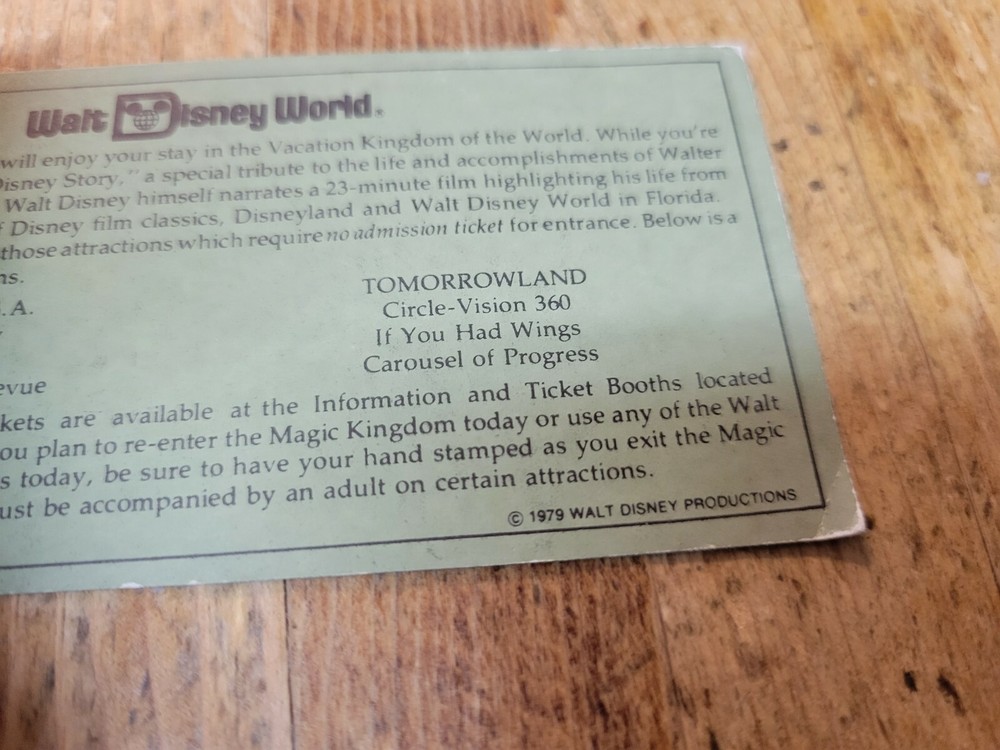 Walt Disney World®
will enjoy your stay in the Vacation Kingdom of the World. While you're
Disney Story," a special tribute to the life and accomplishments of Walter
Walt Disney himself narrates a 23-minute film highlighting his life from
Disney film classics, Disneyland and Walt Disney World in Florida.
those attractions which require no admission ticket for entrance. Below is a
ns.
TOMORROWLAND
.A.
Circle-Vision 360
If You Had Wings
Carousel of Progress
evue
kets are available at the Information and Ticket Booths located
ou plan to re-enter the Magic Kingdom today or use any of the Walt
s today, be sure to have your hand stamped as you exit the Magic
ust be accompanied by an adult on certain attractions.
© 1979 WALT DISNEY PRODUCTIONS